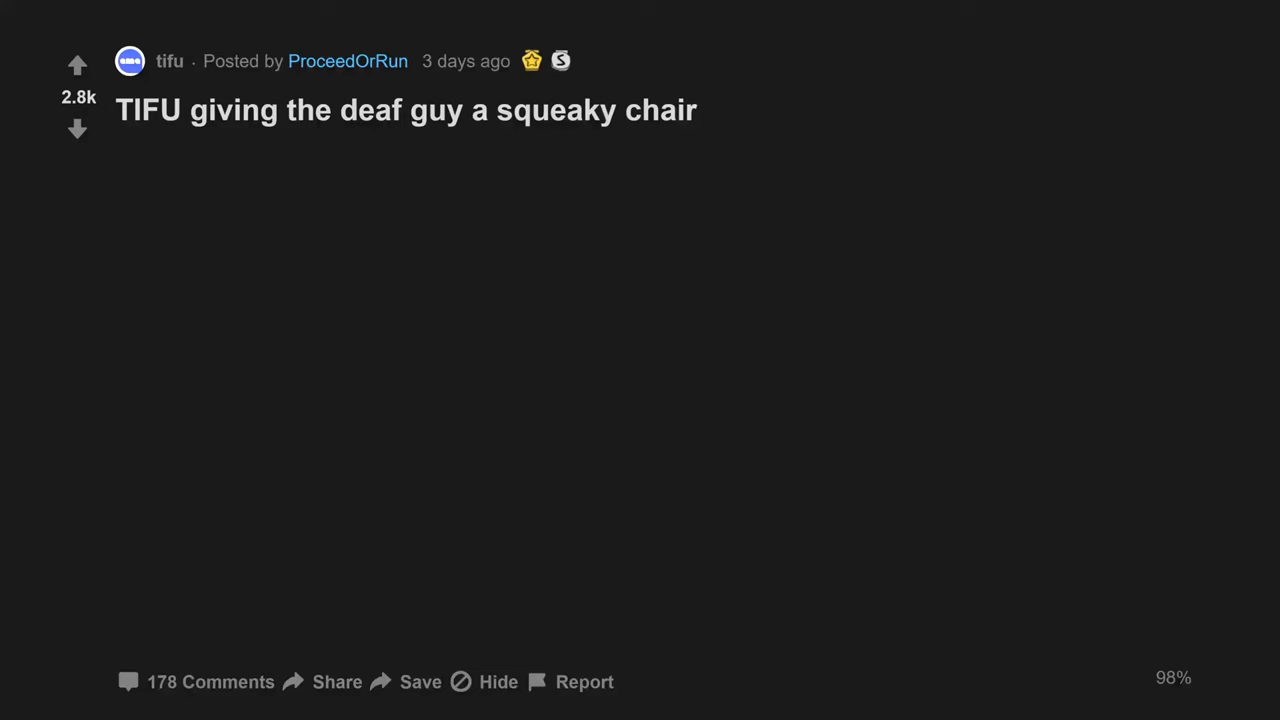 tifu · Posted by ProceedOrRun 3 days ago
2.8k
TIFU giving the deaf guy a squeaky chair
178 Comments Share Save Hide Report
98%